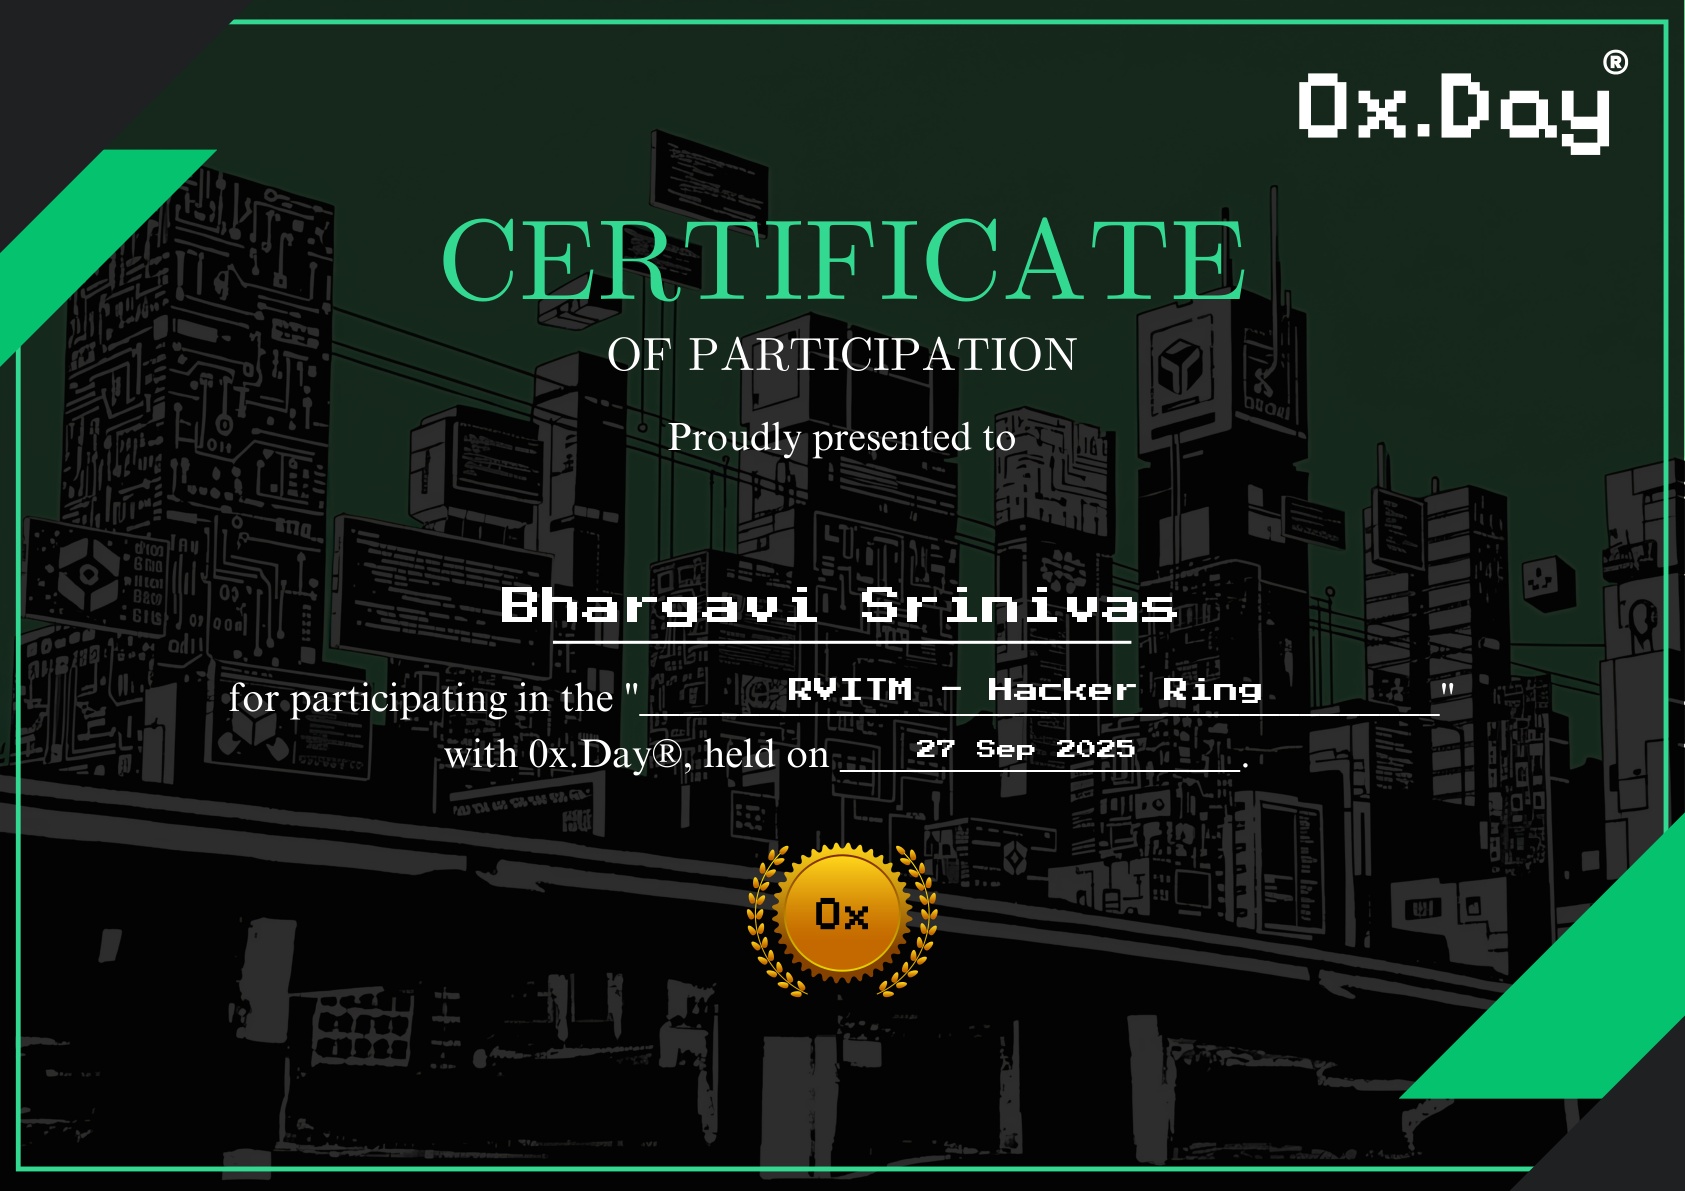 0x.Day®
CERTIFICATE
OF PARTICIPATION
Proudly presented to
Bhargavi Srinivas
for participating in the "RVITM - Hacker Ring"
with 0x.Day®, held on 27 Sep 2025.
0x